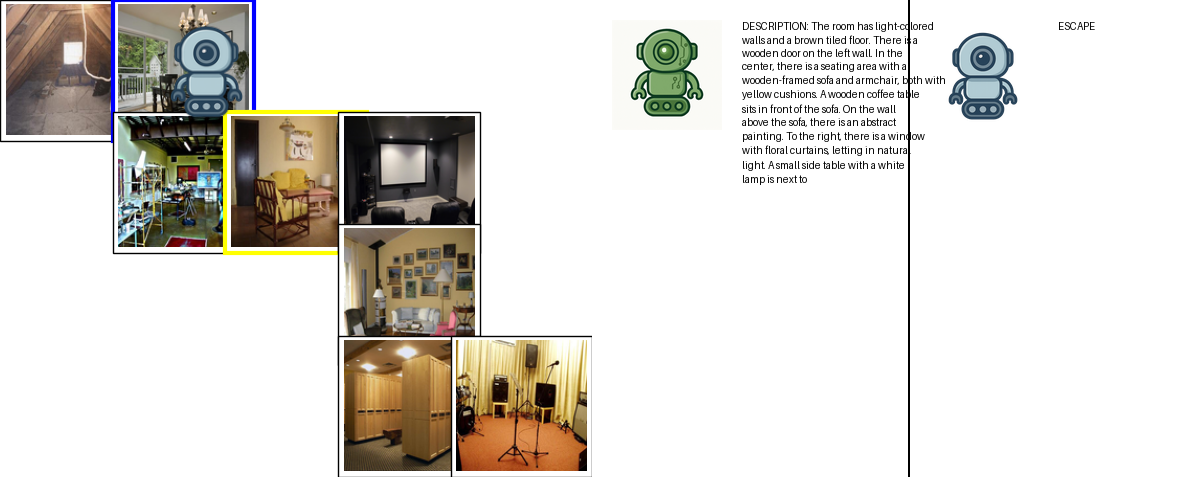 DESCRIPTION: The room has light-colored
walls and a brown tiled floor. There is a
wooden door on the left wall. In the
center, there is a seating area with a
wooden-framed sofa and armchair, both with
yellow cushions. A wooden coffee table
sits in front of the sofa. On the wall
above the sofa, there is an abstract
painting. To the right, there is a window
with floral curtains, letting in natural
light. A small side table with a white
lamp is next to
ESCAPE